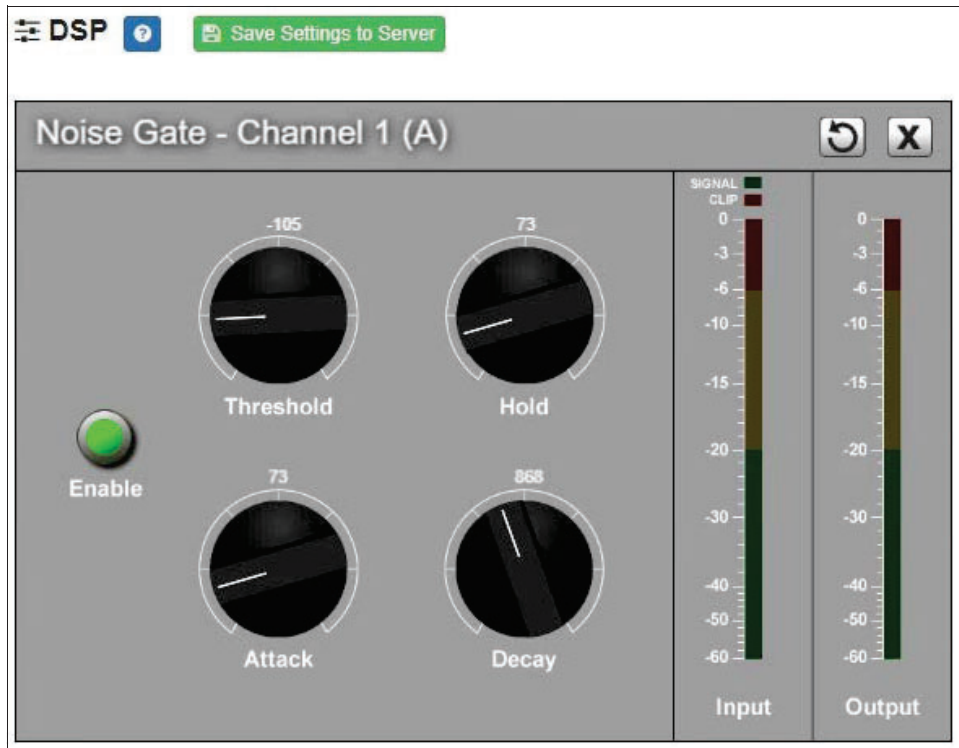 DSP ? Save Settings to Server
Noise Gate - Channel 1 (A)
X
-105
73
Threshold
Hold
Enable
73
868
Attack
Decay
SIGNAL
CLIP
0
-3
-6
-10
-15
-20
-30
-40
-50
-60
Input
0
-3
-6
-10
-15
-20
-30
-40
-50
-60
Output